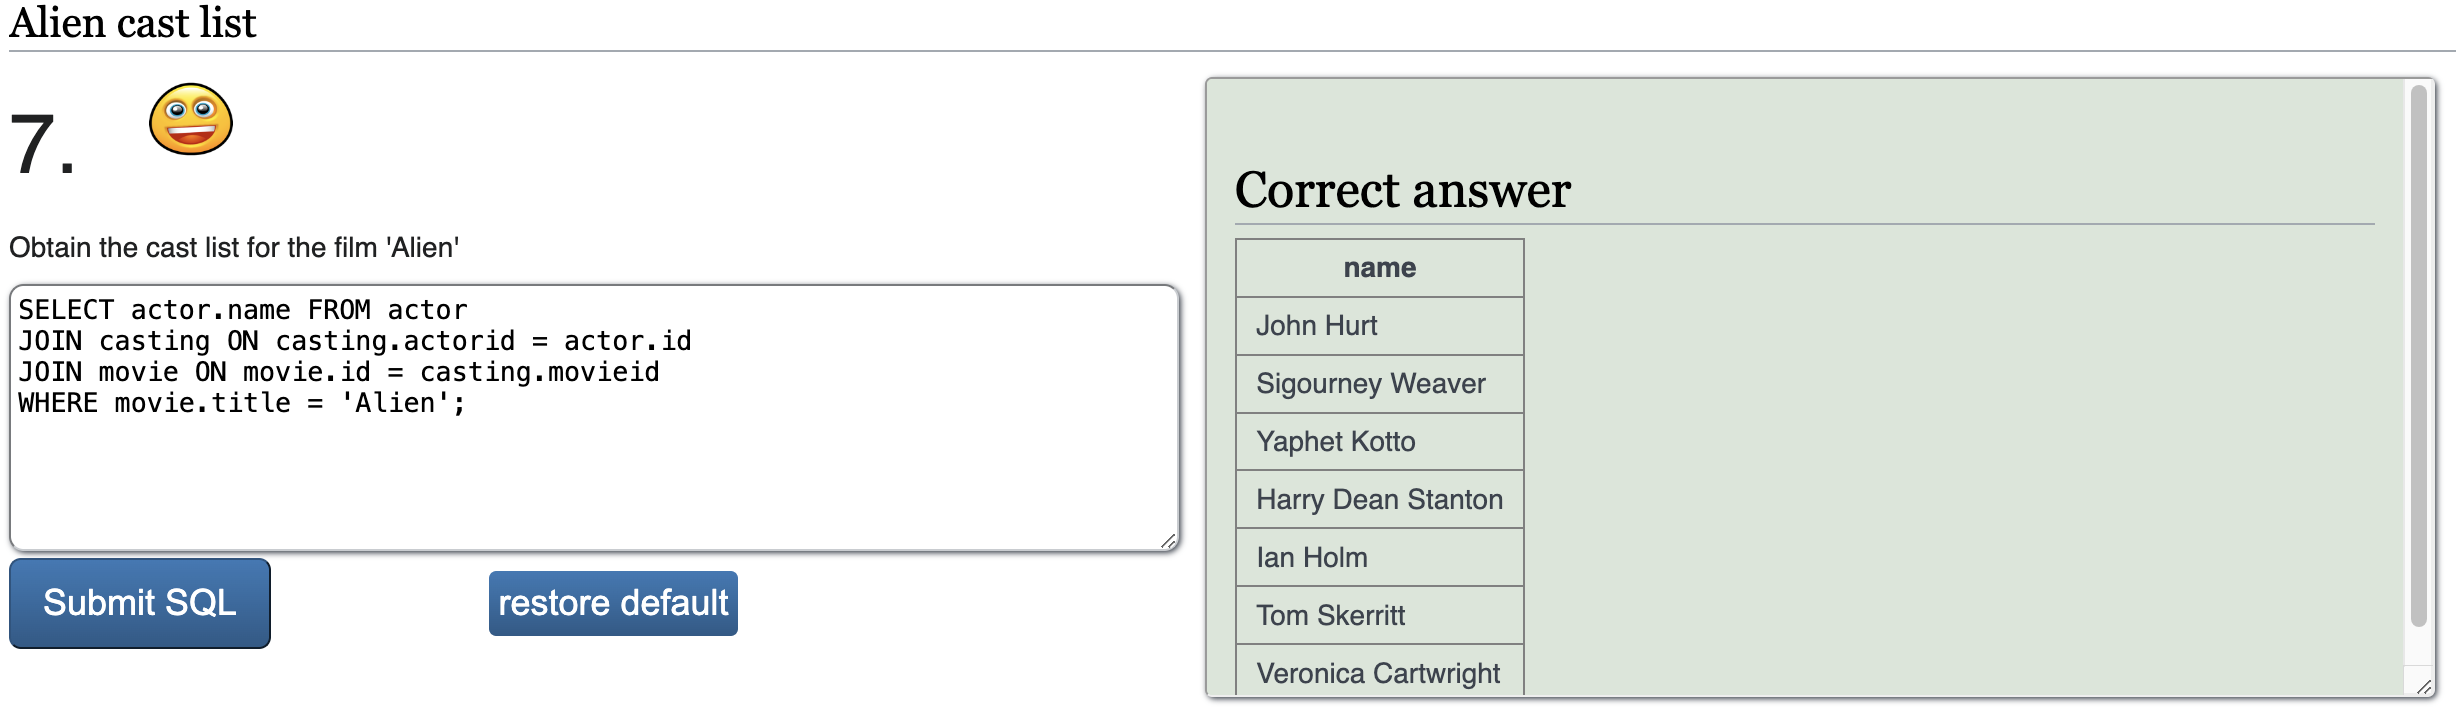 Alien cast list
7.
Obtain the cast list for the film 'Alien'
SELECT actor.name FROM actor
JOIN casting ON casting.actorid = actor.id
JOIN movie ON movie.id = casting.movieid
WHERE movie.title = 'Alien';
Submit SQL
restore default
Correct answer
name
John Hurt
Sigourney Weaver
Yaphet Kotto
Harry Dean Stanton
Ian Holm
Tom Skerritt
Veronica Cartwright